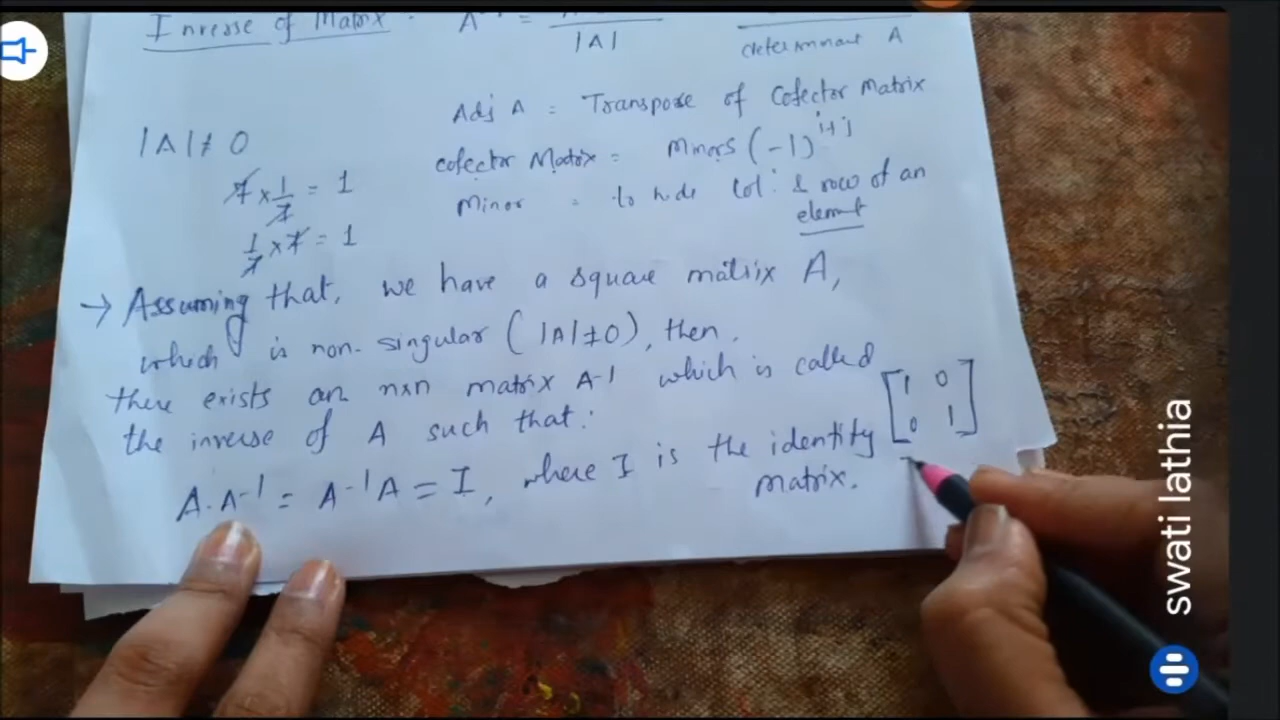 Inverse of Matrix :
A
|A|
determinant A
Adj A = Transpose of Cofector Matrix
|A| ≠ 0
cofector Matrix = Minors (-1)^i+j
7 x 1/7 = 1
Minor = to hide Col: & row of an element
1/7 x 7 = 1
→ Assuming that, we have a square matrix A,
which is non-singular (|A| ≠ 0), then,
there exists an nxn matrix A-1 which is called
the inverse of A such that:
[1 0
0 1]
A.A-1 = A-1A = I, where I is the identity
matrix.
swati lathia